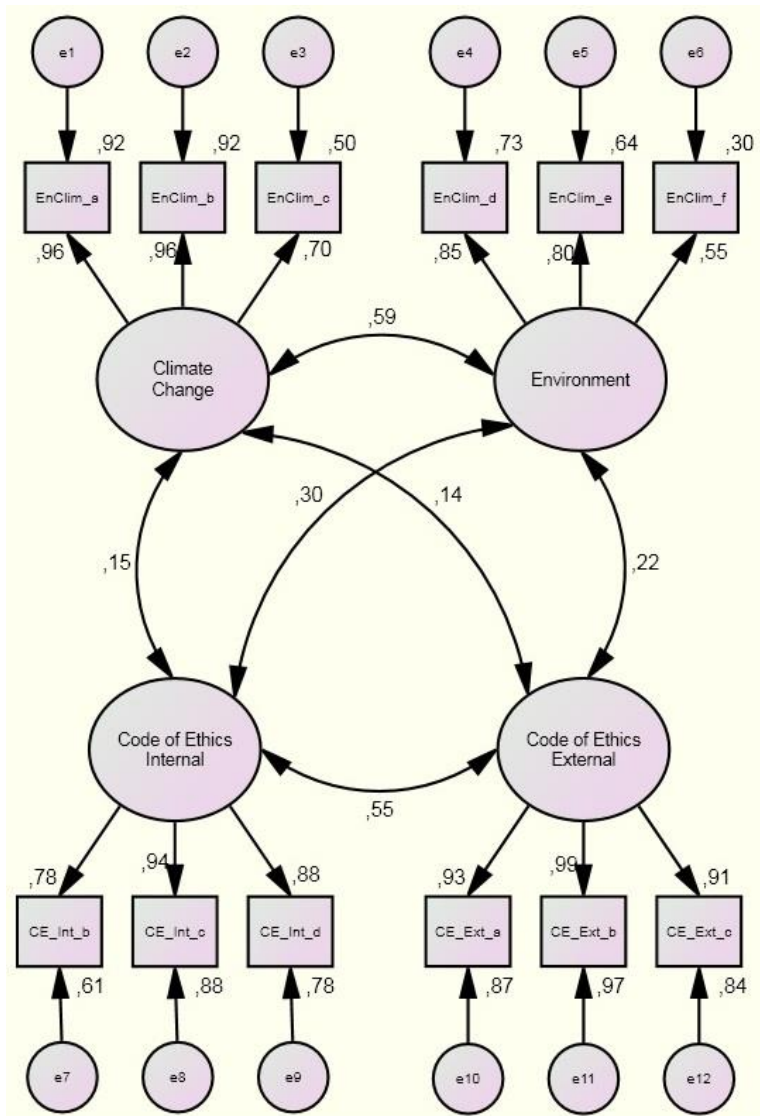 e1 e2 e3 e4 e5 e6
,92 ,92 ,50 ,73 ,64 ,30
EnClim_a EnClim_b EnClim_c EnClim_d EnClim_e EnClim_f
,96 ,96 ,70 ,85 ,80 ,55
,59
Climate
Change
Environment
,30 ,14
,15 ,22
Code of Ethics
Internal
Code of Ethics
External
,55
,78 ,94 ,88 ,93 ,99 ,91
CE_Int_b CE_Int_c CE_Int_d CE_Ext_a CE_Ext_b CE_Ext_c
,61 ,88 ,78 ,87 ,97 ,84
e7 e8 e9 e10 e11 e12